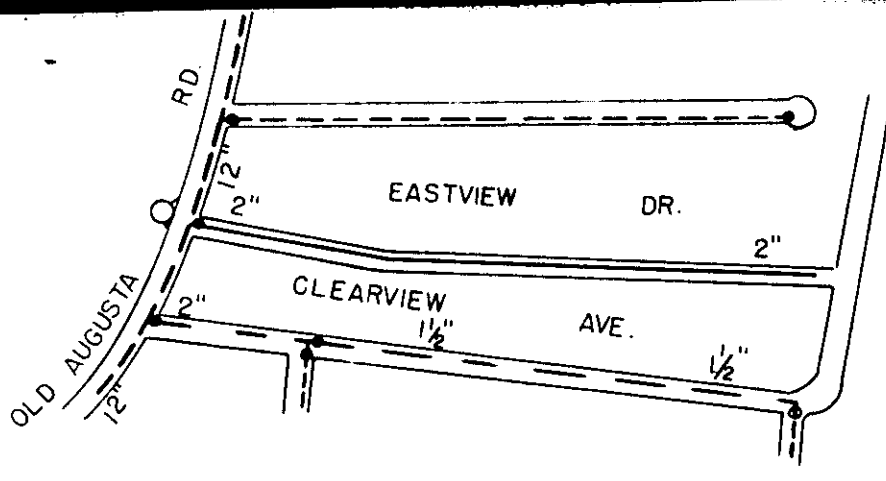 RD.
12"
EASTVIEW DR.
2"
2"
CLEARVIEW AVE.
2"
1½"
1½"
OLD AUGUSTA
12"